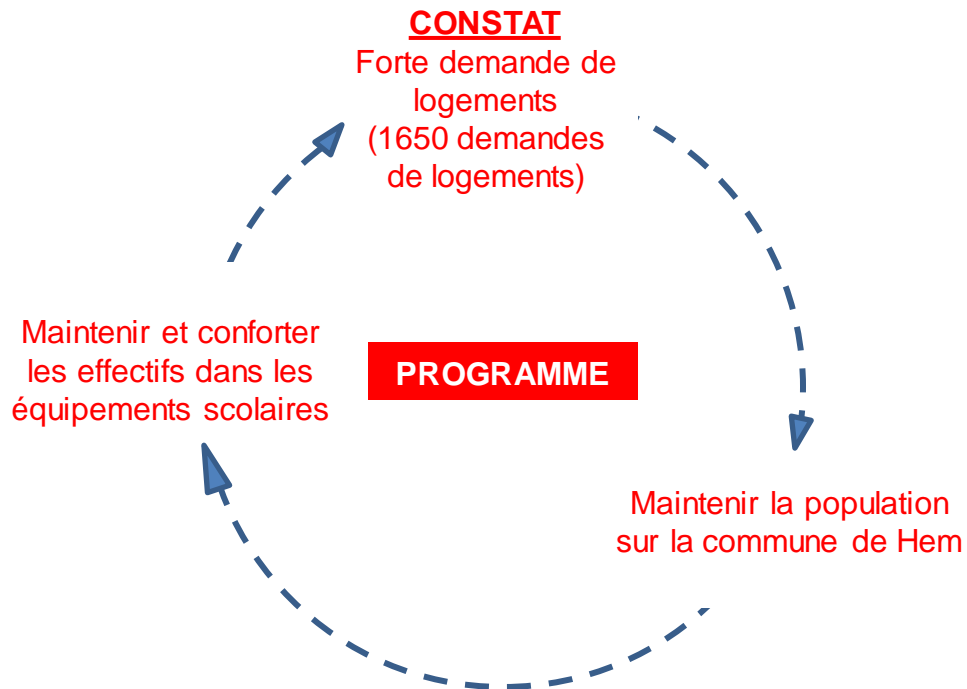 CONSTAT
Forte demande de
logements
(1650 demandes
de logements)
Maintenir et conforter
les effectifs dans les
équipements scolaires
PROGRAMME
Maintenir la population
sur la commune de Hem